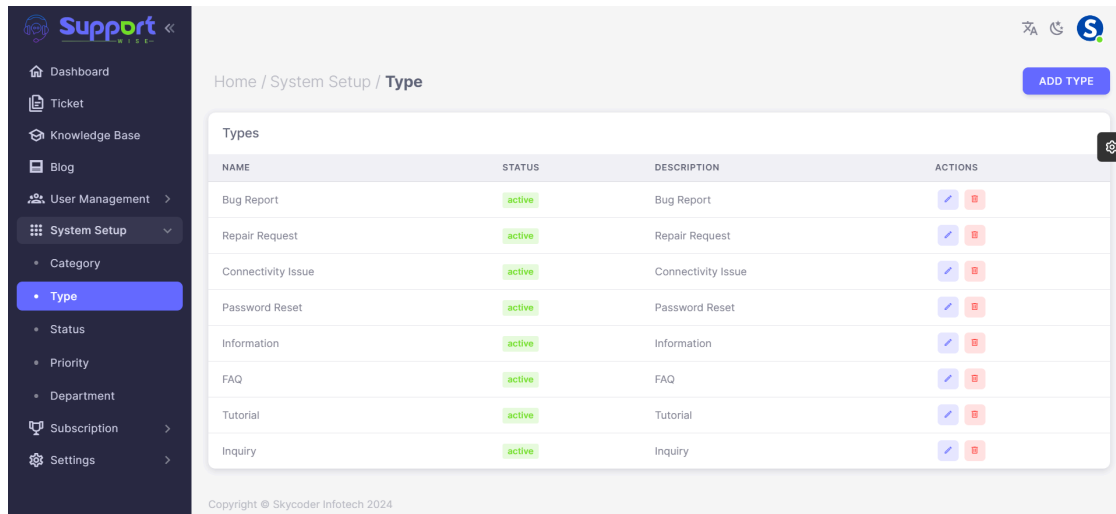 Support
WISE
Dashboard
Ticket
Knowledge Base
Blog
User Management
System Setup
Category
Type
Status
Priority
Department
Subscription
Settings
Home / System Setup / Type
ADD TYPE
Types
NAME STATUS DESCRIPTION ACTIONS
Bug Report active Bug Report
Repair Request active Repair Request
Connectivity Issue active Connectivity Issue
Password Reset active Password Reset
Information active Information
FAQ active FAQ
Tutorial active Tutorial
Inquiry active Inquiry
Copyright © Skycoder Infotech 2024